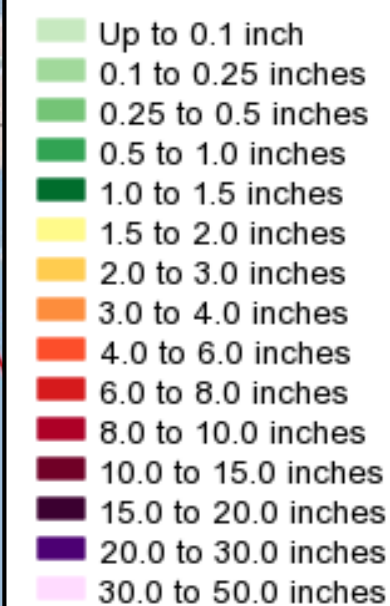 Up to 0.1 inch
0.1 to 0.25 inches
0.25 to 0.5 inches
0.5 to 1.0 inches
1.0 to 1.5 inches
1.5 to 2.0 inches
2.0 to 3.0 inches
3.0 to 4.0 inches
4.0 to 6.0 inches
6.0 to 8.0 inches
8.0 to 10.0 inches
10.0 to 15.0 inches
15.0 to 20.0 inches
20.0 to 30.0 inches
30.0 to 50.0 inches